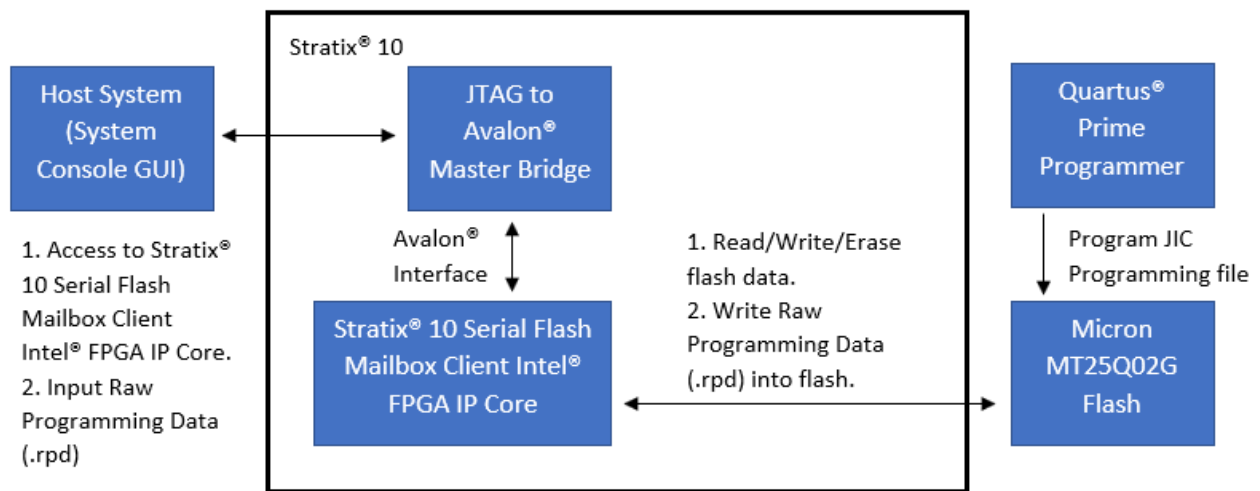 Stratix® 10
Host System
(System
Console GUI)
JTAG to
Avalon®
Master Bridge
Quartus®
Prime
Programmer
1. Access to Stratix®
10 Serial Flash
Mailbox Client
Intel® FPGA IP Core.
2. Input Raw
Programming Data
(.rpd)
Avalon®
Interface
1. Read/Write/Erase
flash data.
2. Write Raw
Programming Data
(.rpd) into flash.
Program JIC
Programming file
Stratix® 10 Serial Flash
Mailbox Client Intel®
FPGA IP Core
Micron
MT25Q02G
Flash